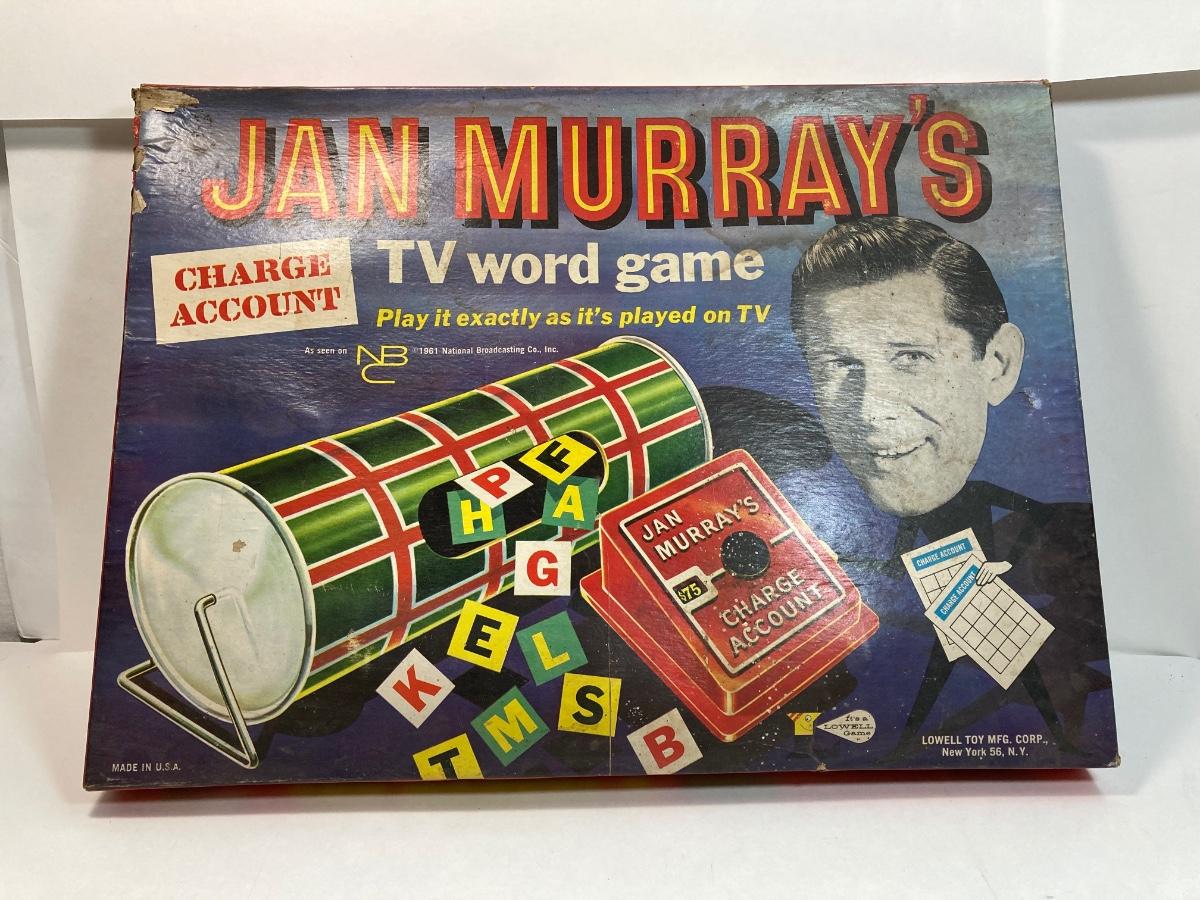 JAN MURRAY'S
CHARGE
ACCOUNT
TV word game
Play it exactly as it's played on TV
As seen on NBC ©1961 National Broadcasting Co., Inc.
F
P
H
A
G
E
L
K
S
M
T
B
JAN
MURRAY'S
$75
CHARGE
ACCOUNT
CHARGE ACCOUNT
CHARGE ACCOUNT
It's a
LOWELL
Game
LOWELL TOY MFG. CORP.,
New York 56, N.Y.
MADE IN U.S.A.